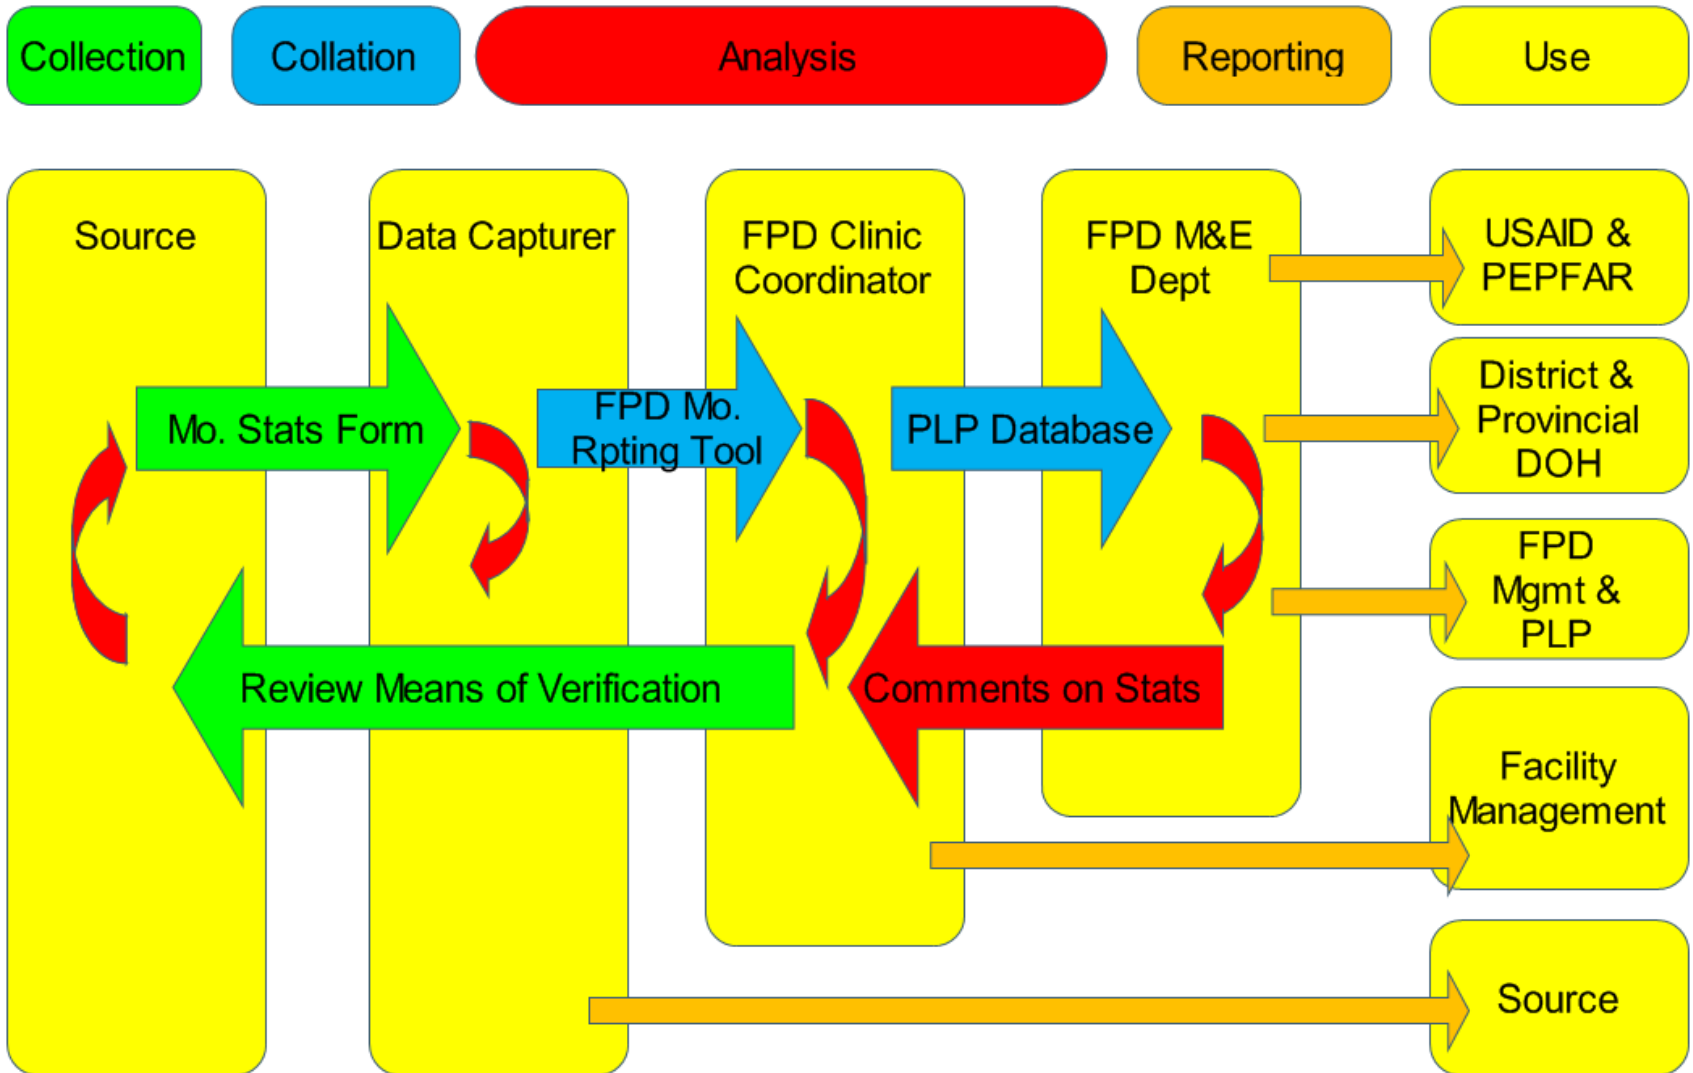 Collection
Collation
Analysis
Reporting
Use
Source
Data Capturer
FPD Clinic
Coordinator
FPD M&E
Dept
USAID &
PEPFAR
Mo. Stats Form
FPD Mo.
Rpting Tool
PLP Database
District &
Provincial
DOH
FPD
Mgmt &
PLP
Review Means of Verification
Comments on Stats
Facility
Management
Source